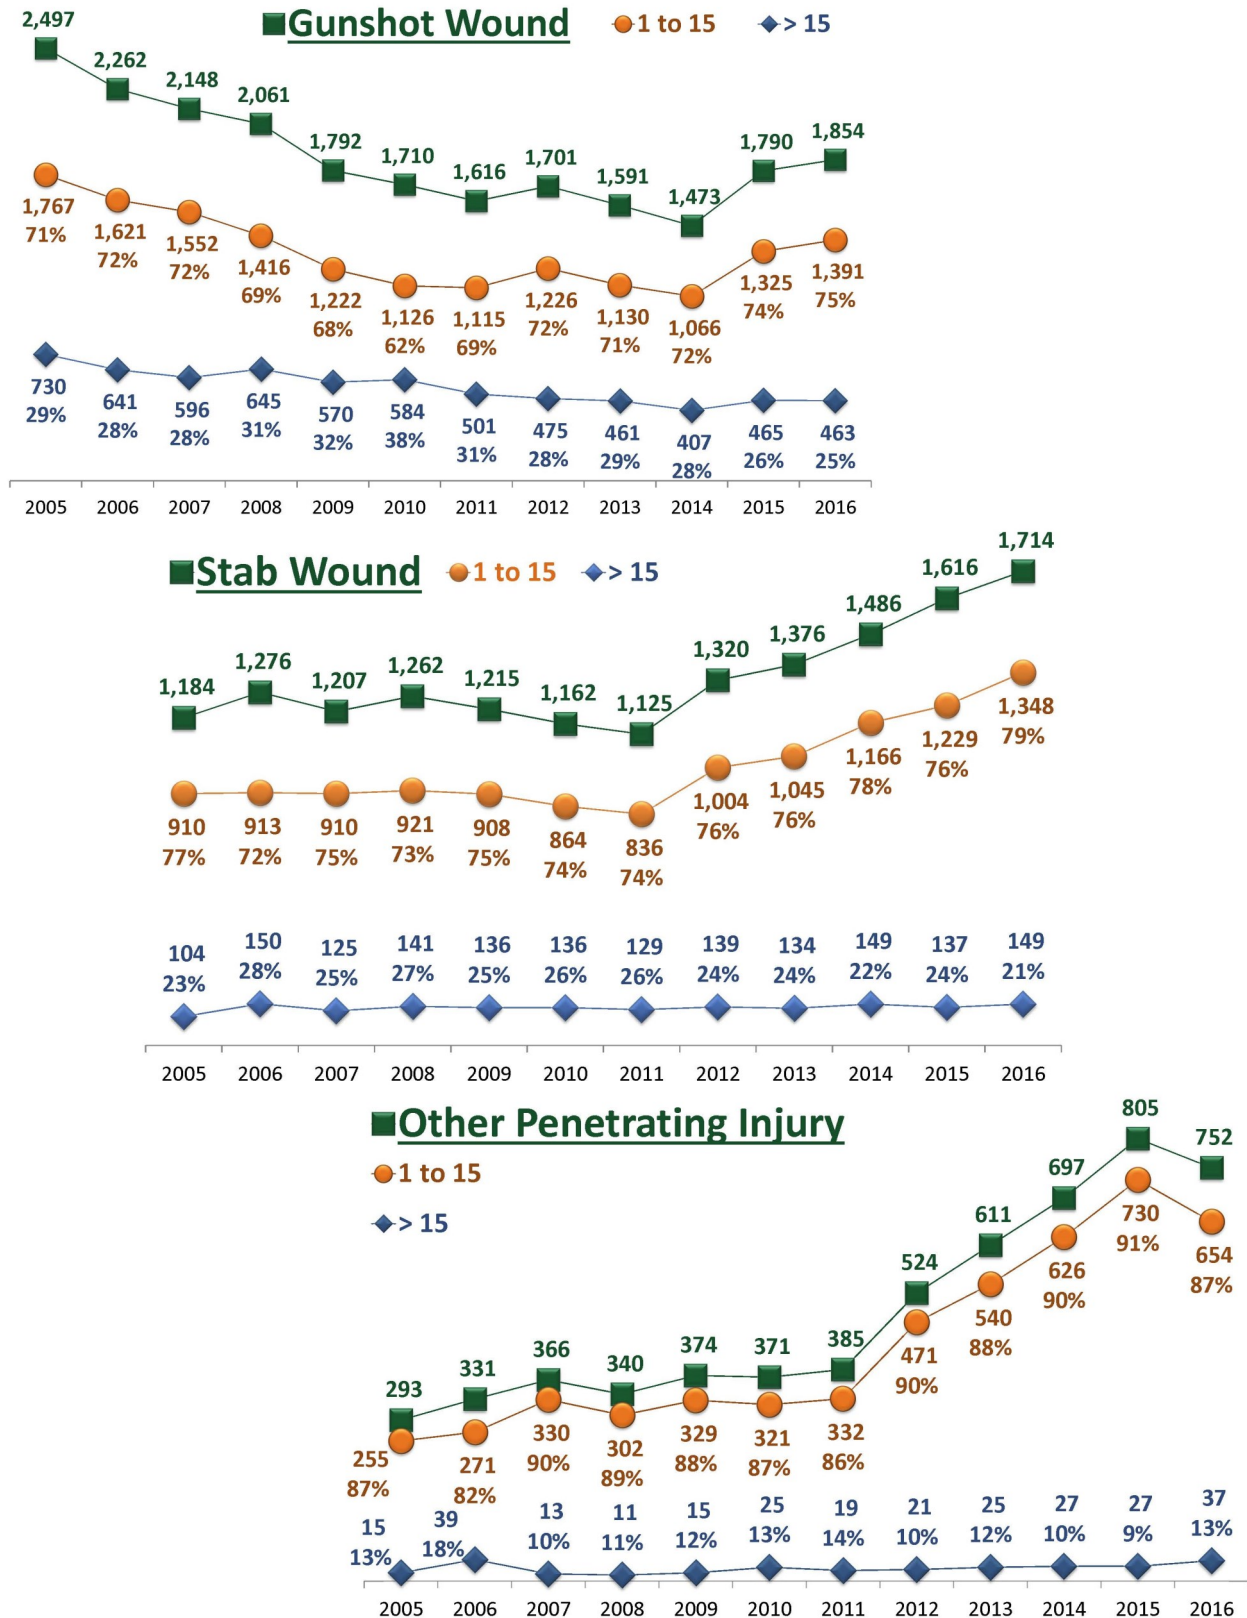 Gunshot Wound 1 to 15 > 15
2,497 2,262 2,148 2,061 1,792 1,710 1,616 1,701 1,591 1,473 1,790 1,854
1,767 1,621 1,552 1,416 1,222 1,126 1,115 1,226 1,130 1,066 1,325 1,391
71% 72% 72% 69% 68% 62% 69% 72% 71% 72% 74% 75%
730 641 596 645 570 584 501 475 461 407 465 463
29% 28% 28% 31% 32% 38% 31% 28% 29% 28% 26% 25%
2005 2006 2007 2008 2009 2010 2011 2012 2013 2014 2015 2016
Stab Wound 1 to 15 > 15
1,184 1,276 1,207 1,262 1,215 1,162 1,125 1,320 1,376 1,486 1,616 1,714
910 913 910 921 908 864 836 1,004 1,045 1,166 1,229 1,348
77% 72% 75% 73% 75% 74% 74% 76% 76% 78% 76% 79%
104 150 125 141 136 136 129 139 134 149 137 149
23% 28% 25% 27% 25% 26% 26% 24% 24% 22% 24% 21%
2005 2006 2007 2008 2009 2010 2011 2012 2013 2014 2015 2016
Other Penetrating Injury
1 to 15
> 15
293 331 366 340 374 371 385 524 611 697 805 752
255 271 330 302 329 321 332 471 540 626 730 654
87% 82% 90% 89% 88% 87% 86% 90% 88% 90% 91% 87%
15 39 13 11 15 25 19 21 25 27 27 37
13% 18% 10% 11% 12% 13% 14% 10% 12% 10% 9% 13%
2005 2006 2007 2008 2009 2010 2011 2012 2013 2014 2015 2016